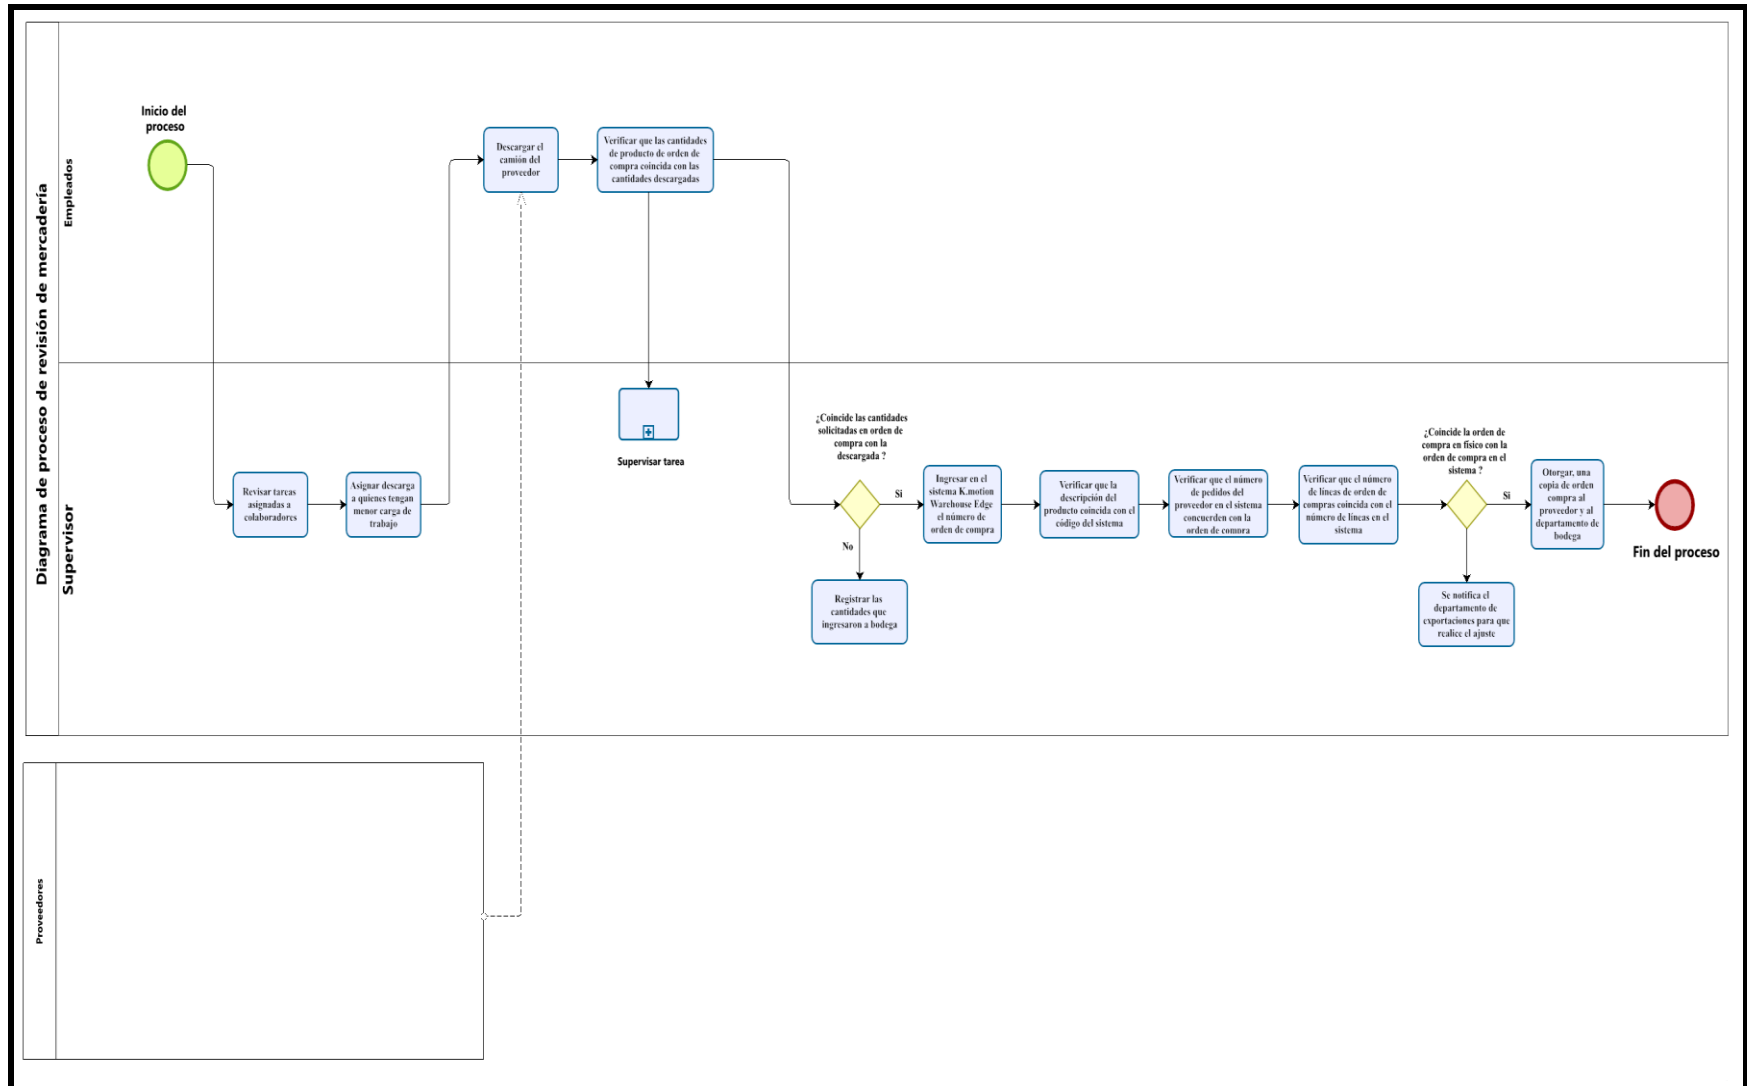 Diagrama de proceso de revisión de mercadería
Empleados
Inicio del
proceso
Descargar el
camión del
proveedor
Verificar que las cantidades
de producto de orden de
compra coincida con las
cantidades descargadas
Supervisor
Revisar tareas
asignadas a
colaboradores
Asignar descarga
a quienes tengan
menor carga de
trabajo
Supervisar tarea
¿Coincide las cantidades
solicitadas en orden de
compra con la
descargada ?
Si
No
Registrar las
cantidades que
ingresaron a bodega
Ingresar en el
sistema K.motion
Warehouse Edge
el número de
orden de compra
Verificar que la
descripción del
producto coincida con el
código del sistema
Verificar que el número
de pedidos del
proveedor en el sistema
concuerden con la
orden de compra
Verificar que el número
de líneas de orden de
compras coincida con el
número de líneas en el
sistema
¿Coincide la orden de
compra en físico con la
orden de compra en el
sistema ?
Si
Se notifica el
departamento de
exportaciones para que
realice el ajuste
Otorgar, una
copia de orden
compra al
proveedor y al
departamento de
bodega
Fin del proceso
Proveedores